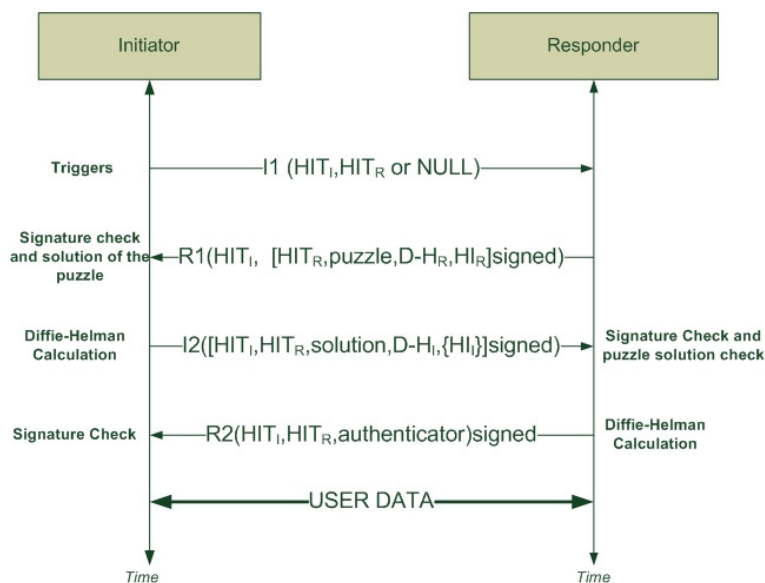 Initiator
Responder
Triggers
I1 (HITI,HITR or NULL)
Signature check
and solution of the
puzzle
R1(HITI, [HITR,puzzle,D-HR,HIR]signed)
Diffie-Helman
Calculation
I2([HITI,HITR,solution,D-HI,{HII}]signed)
Signature Check and
puzzle solution check
Signature Check
R2(HITI,HITR,authenticator)signed
Diffie-Helman
Calculation
USER DATA
Time
Time